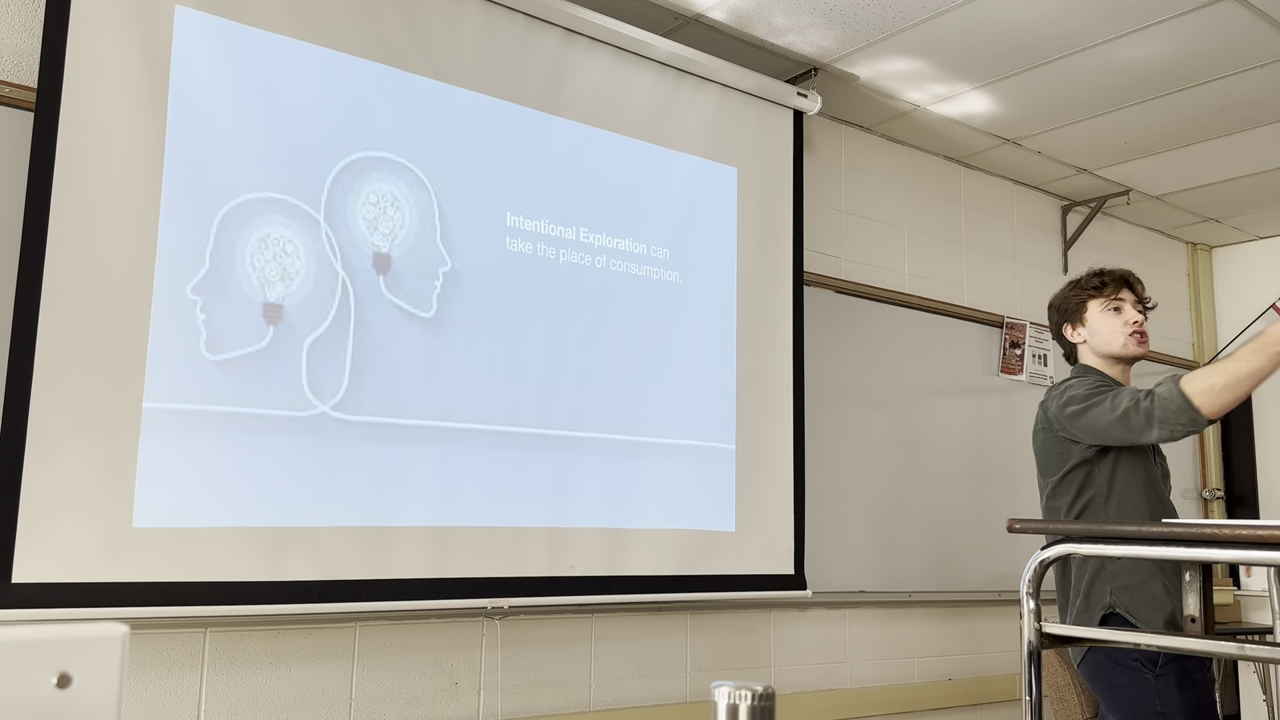 Intentional Exploration can
take the place of consumption.